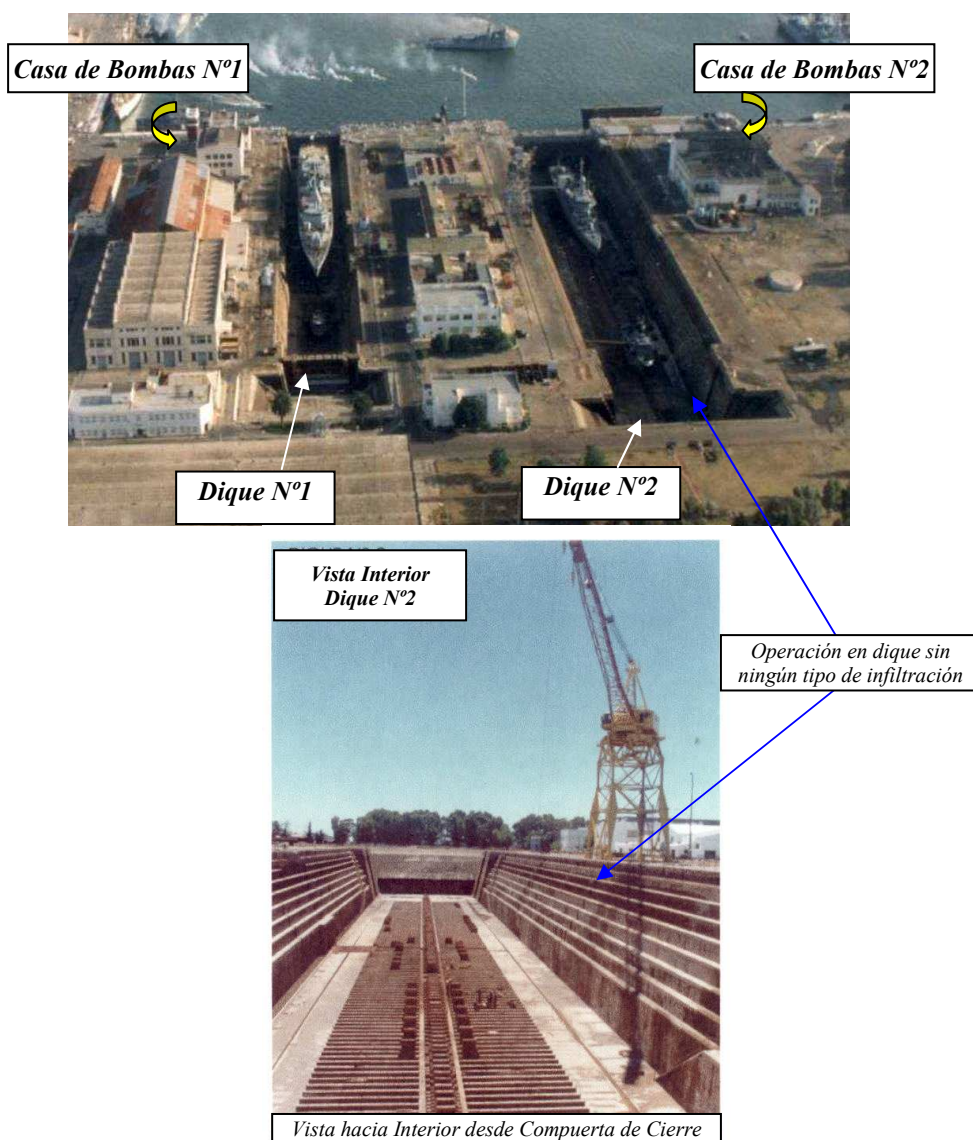 Casa de Bombas Nº1
Casa de Bombas Nº2
Dique Nº1
Dique Nº2
Vista Interior
Dique Nº2
Operación en dique sin
ningún tipo de infiltración
Vista hacia Interior desde Compuerta de Cierre